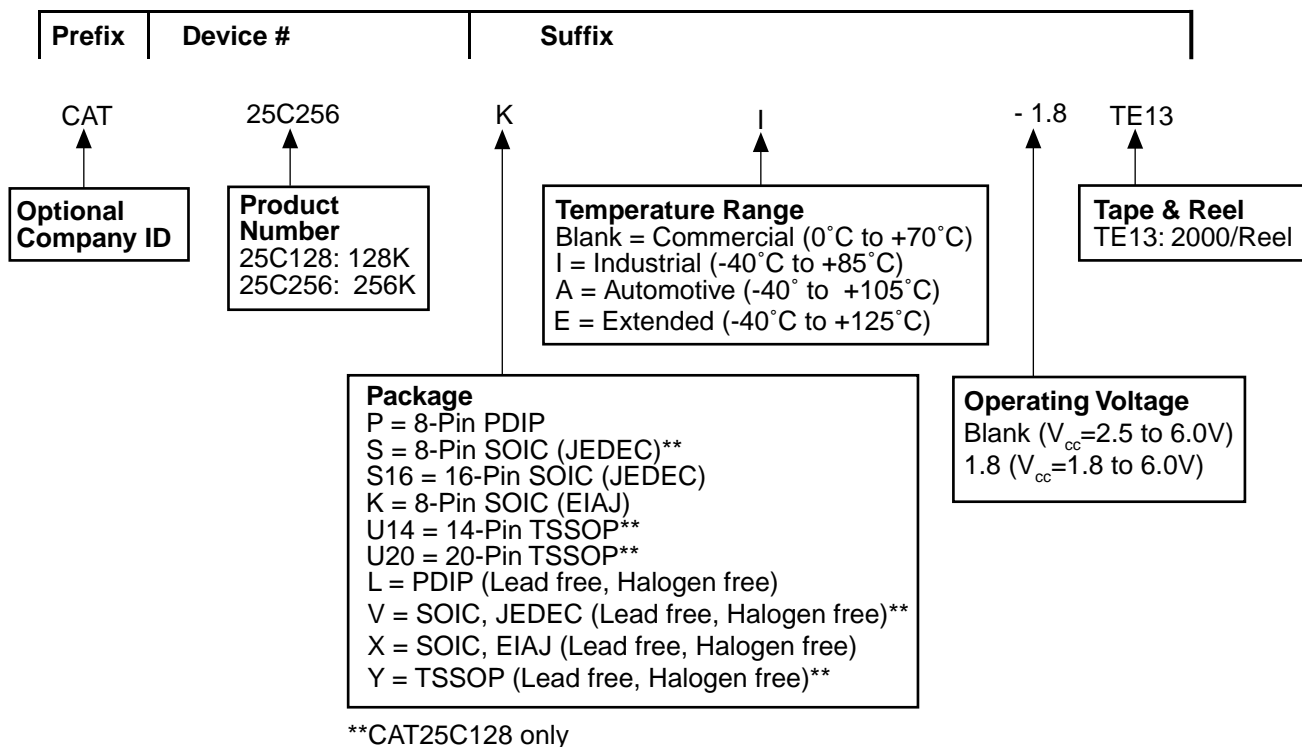 Prefix Device # Suffix
CAT 25C256 K I - 1.8 TE13
Optional
Company ID
Product
Number
25C128: 128K
25C256: 256K
Temperature Range
Blank = Commercial (0˚C to +70˚C)
I = Industrial (-40˚C to +85˚C)
A = Automotive (-40˚ to +105˚C)
E = Extended (-40˚C to +125˚C)
Tape & Reel
TE13: 2000/Reel
Package
P = 8-Pin PDIP
S = 8-Pin SOIC (JEDEC)**
S16 = 16-Pin SOIC (JEDEC)
K = 8-Pin SOIC (EIAJ)
U14 = 14-Pin TSSOP**
U20 = 20-Pin TSSOP**
L = PDIP (Lead free, Halogen free)
V = SOIC, JEDEC (Lead free, Halogen free)**
X = SOIC, EIAJ (Lead free, Halogen free)
Y = TSSOP (Lead free, Halogen free)**
Operating Voltage
Blank (Vcc=2.5 to 6.0V)
1.8 (Vcc=1.8 to 6.0V)
**CAT25C128 only